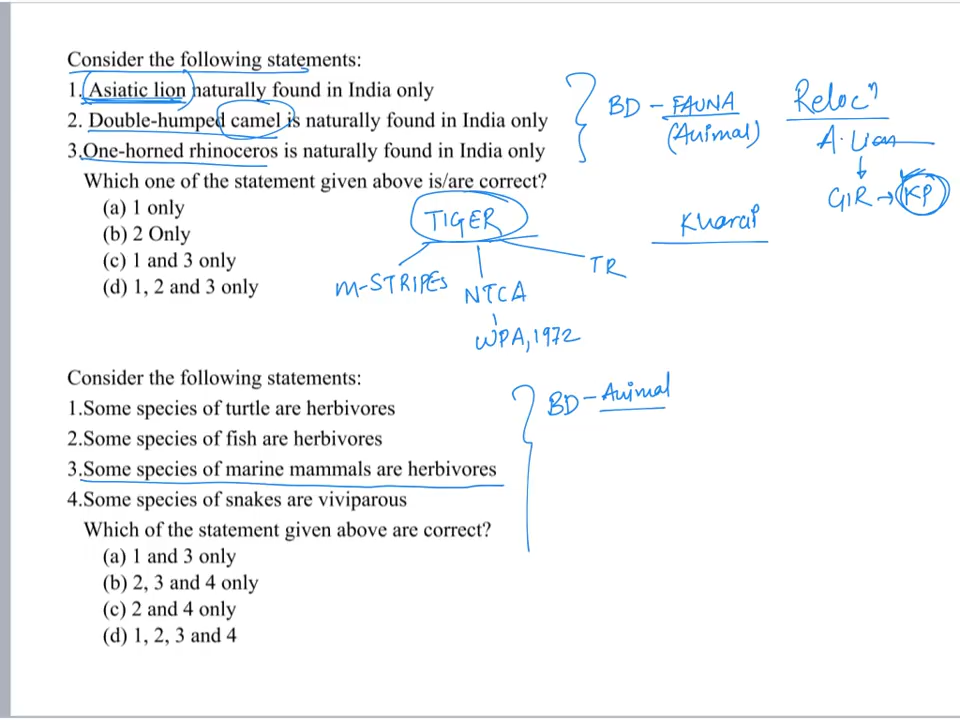 Consider the following statements:
1. Asiatic lion naturally found in India only
2. Double-humped camel is naturally found in India only
3.One-horned rhinoceros is naturally found in India only
Which one of the statement given above is/are correct?
(a) 1 only
(b) 2 Only
(c) 1 and 3 only
(d) 1, 2 and 3 only
BD - FAUNA
(Animal)
Relocⁿ
A. Lion
GIR → KP
Kharai
TIGER
M-STRIPES
NTCA
TR
WPA, 1972
Consider the following statements:
1.Some species of turtle are herbivores
2.Some species of fish are herbivores
3.Some species of marine mammals are herbivores
4.Some species of snakes are viviparous
Which of the statement given above are correct?
(a) 1 and 3 only
(b) 2, 3 and 4 only
(c) 2 and 4 only
(d) 1, 2, 3 and 4
BD - Animal